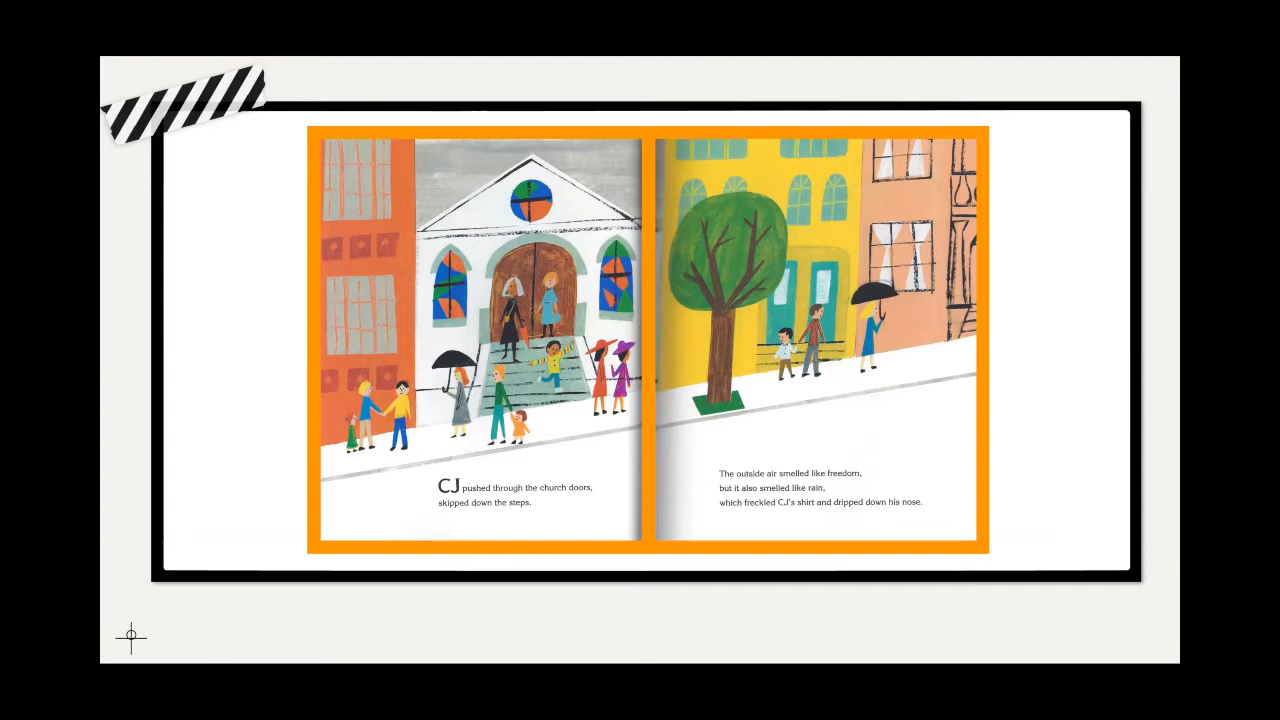 CJ pushed through the church doors,
skipped down the steps.
The outside air smelled like freedom,
but it also smelled like rain,
which freckled CJ's shirt and dripped down his nose.